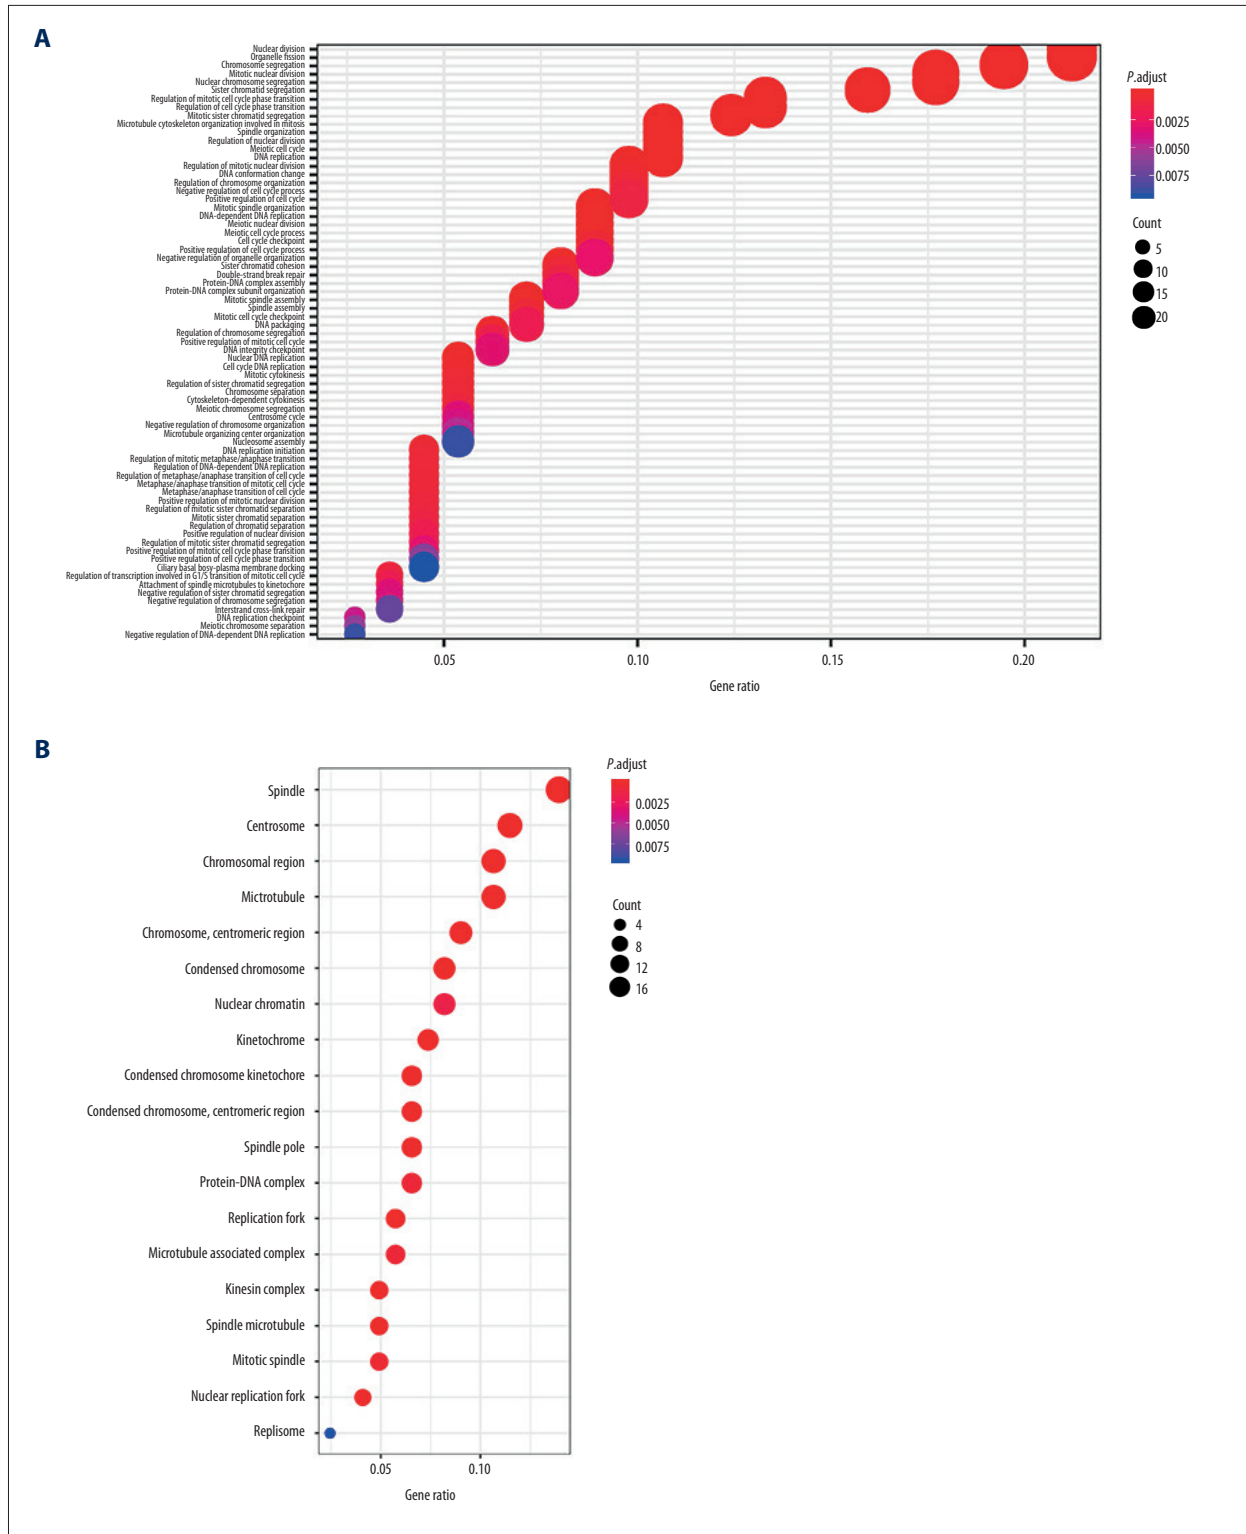 A
Nuclear division
Organelle fission
Chromosome segregation
Mitotic nuclear division
Nuclear chromosome segregation
Sister chromatid segregation
Regulation of mitotic cell cycle phase transition
Regulation of cell cycle phase transition
Mitotic sister chromatid segregation
Microtubule cytoskeleton organization involved in mitosis
Spindle organization
Regulation of nuclear division
Meiotic cell cycle
DNA replication
Regulation of mitotic nuclear division
DNA conformation change
Regulation of chromosome organization
Negative regulation of cell cycle process
Positive regulation of cell cycle
Mitotic spindle organization
DNA-dependent DNA replication
Meiotic nuclear division
Meiotic cell cycle process
Cell cycle checkpoint
Positive regulation of cell cycle process
Negative regulation of organelle organization
Sister chromatid cohesion
Double-strand break repair
Protein-DNA complex assembly
Protein-DNA complex subunit organization
Mitotic spindle assembly
Spindle assembly
Mitotic cell cycle checkpoint
DNA packaging
Regulation of chromosome segregation
Positive regulation of mitotic cell cycle
DNA integrity chceckpoint
Nuclear DNA replication
Cell cycle DNA replication
Mitotic cytokinesis
Regulation of sister chromatid segregation
Chromosome separation
Cytoskeleton-dependent cytokinesis
Meiotic chromosome segregation
Centrosome cycle
Negative regulation of chromosome organization
Microtubule organizing center organization
Nucleosome assembly
DNA replication initiation
Regulation of mitotic metaphase/anaphase transition
Regulation of DNA-dependent DNA replication
Regulation of metaphase/anaphase transition of cell cycle
Metaphase/anaphase transition of mitotic cell cycle
Metaphase/anaphase transition of cell cycle
Positive regulation of mitotic nuclear division
Regulation of mitotic sister chromatid separation
Mitotic sister chromatid separation
Regulation of chromatid separation
Positive regulation of nuclear division
Regulation of mitotic sister chromatid segregation
Positive regulation of mitotic cell cycle phase transition
Positive regulation of cell cycle phase transition
Ciliary basal bosy-plasma membrane docking
Regulation of transcription involved in G1/S transition of mitotic cell cycle
Attachment of spindle microtubules to kinetochore
Negative regulation of sister chromatid segregation
Negative regulation of chromosome segregation
Interstrand cross-link repair
DNA replication checkpoint
Meiotic chromosome separation
Negative regulation of DNA-dependent DNA replication
0.05 0.10 0.15 0.20
Gene ratio
P.adjust
0.0025
0.0050
0.0075
Count
5
10
15
20
B
Spindle
Centrosome
Chromosomal region
Mictrotubule
Chromosome, centromeric region
Condensed chromosome
Nuclear chromatin
Kinetochrome
Condensed chromosome kinetochore
Condensed chromosome, centromeric region
Spindle pole
Protein-DNA complex
Replication fork
Microtubule associated complex
Kinesin complex
Spindle microtubule
Mitotic spindle
Nuclear replication fork
Replisome
0.05 0.10
Gene ratio
P.adjust
0.0025
0.0050
0.0075
Count
4
8
12
16